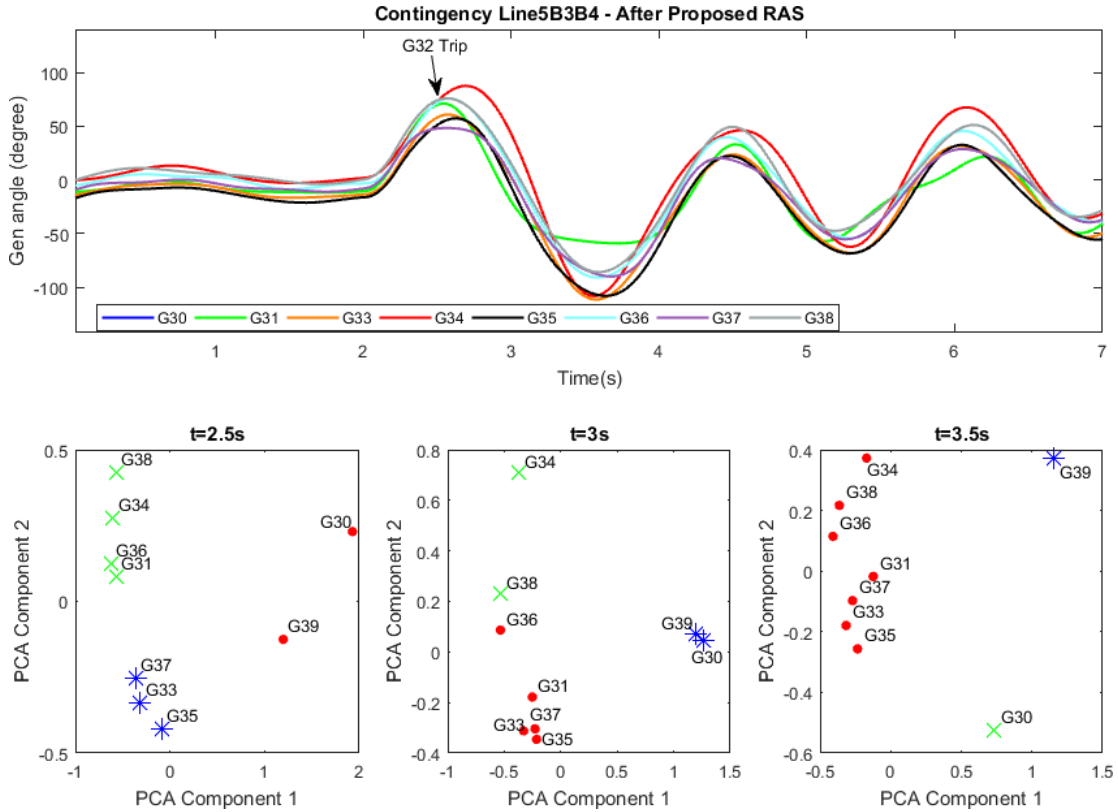 Contingency Line5B3B4 - After Proposed RAS
G32 Trip
Gen angle (degree)
100
50
0
-50
-100
G30 G31 G33 G34 G35 G36 G37 G38
1 2 3 4 5 6 7
Time(s)
t=2.5s
PCA Component 2
0.5
0
-0.5
G38
G34
G36
G31
G30
G39
G37
G33
G35
-1 0 1 2
PCA Component 1
t=3s
PCA Component 2
0.8
0.6
0.4
0.2
0
-0.2
-0.4
G34
G38
G36
G39
G30
G31
G33
G37
G35
-1 -0.5 0 0.5 1 1.5
PCA Component 1
t=3.5s
PCA Component 2
0.4
0.2
0
-0.2
-0.4
-0.6
G34
G39
G38
G36
G31
G37
G33
G35
G30
-0.5 0 0.5 1 1.5
PCA Component 1